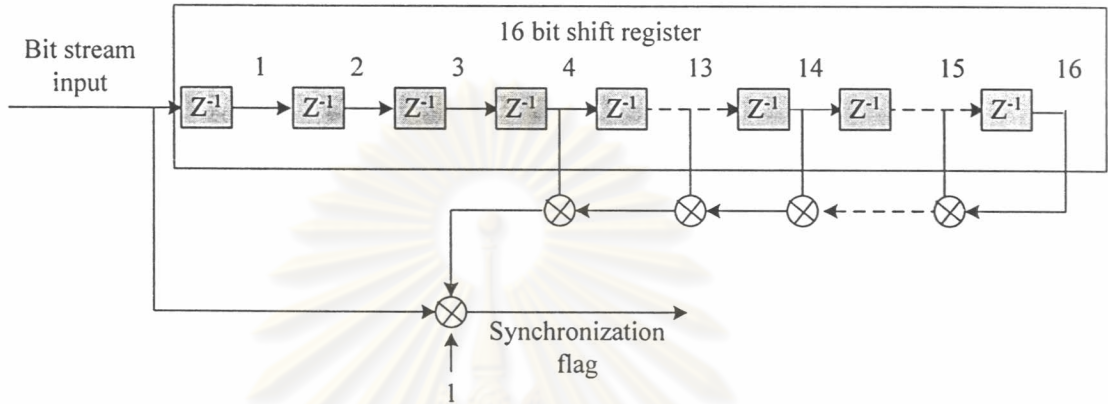 16 bit shift register
Bit stream
input
1 2 3 4 13 14 15 16
Z-1 Z-1 Z-1 Z-1 Z-1 Z-1 Z-1 Z-1
Synchronization
flag
1